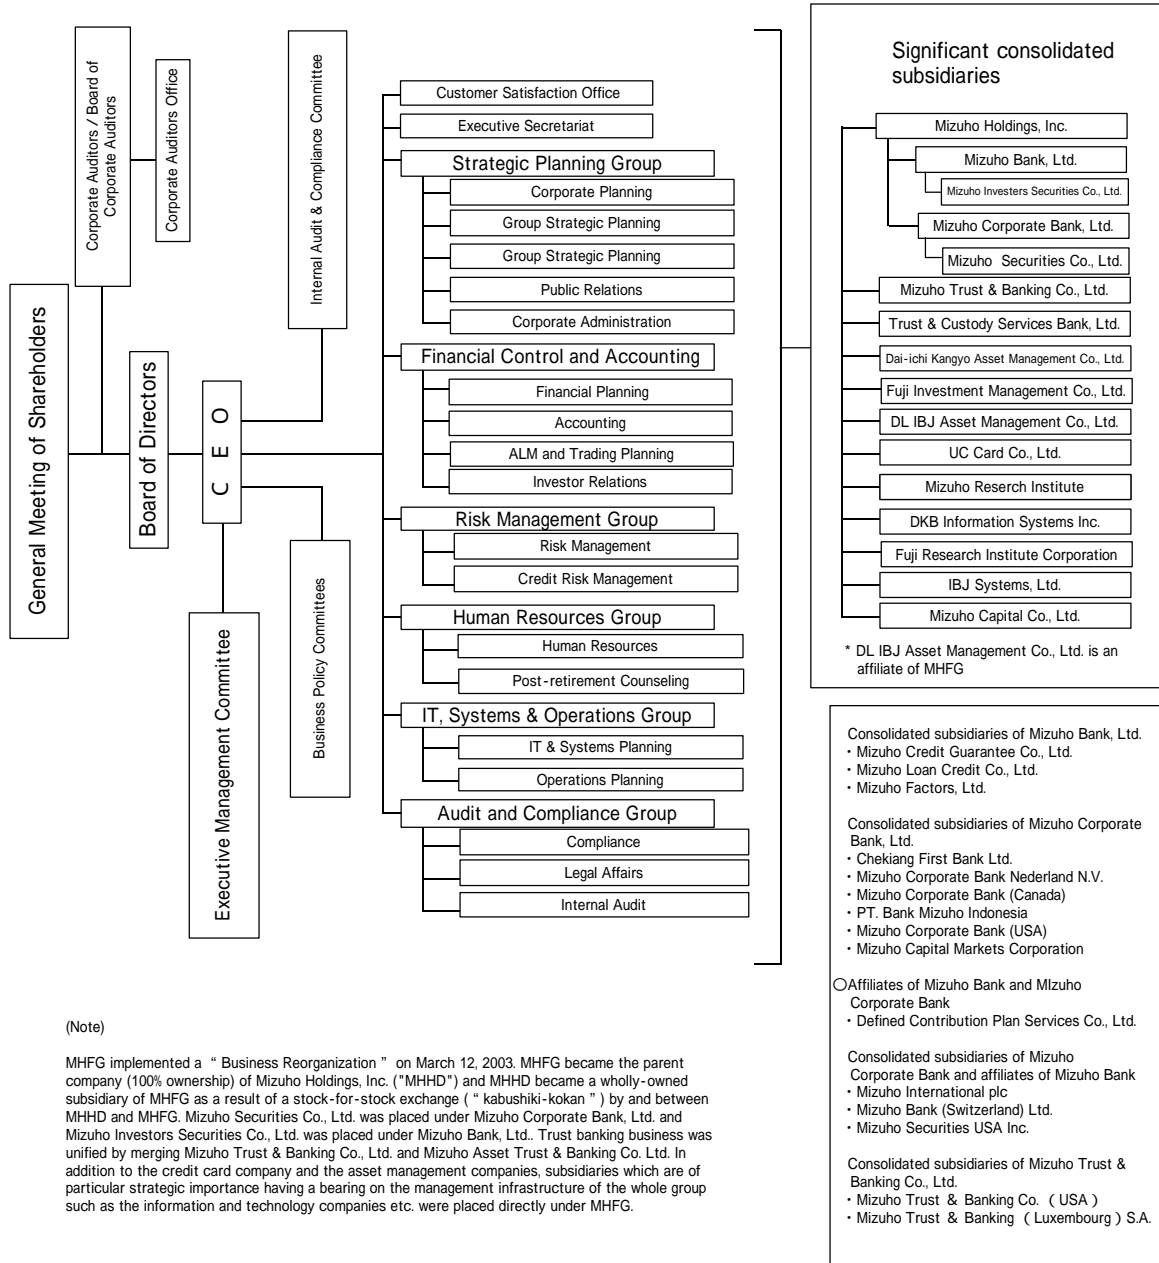 General Meeting of Shareholders
Corporate Auditors / Board of
Corporate Auditors
Corporate Auditors Office
Board of Directors
C E O
Internal Audit & Compliance Committee
Executive Management Committee
Business Policy Committees
Customer Satisfaction Office
Executive Secretariat
Strategic Planning Group
Corporate Planning
Group Strategic Planning
Group Strategic Planning
Public Relations
Corporate Administration
Financial Control and Accounting
Financial Planning
Accounting
ALM and Trading Planning
Investor Relations
Risk Management Group
Risk Management
Credit Risk Management
Human Resources Group
Human Resources
Post-retirement Counseling
IT, Systems & Operations Group
IT & Systems Planning
Operations Planning
Audit and Compliance Group
Compliance
Legal Affairs
Internal Audit
Significant consolidated
subsidiaries
Mizuho Holdings, Inc.
Mizuho Bank, Ltd.
Mizuho Investers Securities Co., Ltd.
Mizuho Corporate Bank, Ltd.
Mizuho Securities Co., Ltd.
Mizuho Trust & Banking Co., Ltd.
Trust & Custody Services Bank, Ltd.
Dai-ichi Kangyo Asset Management Co., Ltd.
Fuji Investment Management Co., Ltd.
DL IBJ Asset Management Co., Ltd.
UC Card Co., Ltd.
Mizuho Reserch Institute
DKB Information Systems Inc.
Fuji Research Institute Corporation
IBJ Systems, Ltd.
Mizuho Capital Co., Ltd.
* DL IBJ Asset Management Co., Ltd. is an
affiliate of MHFG
Consolidated subsidiaries of Mizuho Bank, Ltd.
・Mizuho Credit Guarantee Co., Ltd.
・Mizuho Loan Credit Co., Ltd.
・Mizuho Factors, Ltd.
Consolidated subsidiaries of Mizuho Corporate
Bank, Ltd.
・Chekiang First Bank Ltd.
・Mizuho Corporate Bank Nederland N.V.
・Mizuho Corporate Bank (Canada)
・PT. Bank Mizuho Indonesia
・Mizuho Corporate Bank (USA)
・Mizuho Capital Markets Corporation
○Affiliates of Mizuho Bank and MIzuho
Corporate Bank
・Defined Contribution Plan Services Co., Ltd.
Consolidated subsidiaries of Mizuho
Corporate Bank and affiliates of Mizuho Bank
・Mizuho International plc
・Mizuho Bank (Switzerland) Ltd.
・Mizuho Securities USA Inc.
Consolidated subsidiaries of Mizuho Trust &
Banking Co., Ltd.
・Mizuho Trust & Banking Co. ( USA )
・Mizuho Trust & Banking ( Luxembourg ) S.A.
(Note)
MHFG implemented a “ Business Reorganization ” on March 12, 2003. MHFG became the parent
company (100% ownership) of Mizuho Holdings, Inc. ("MHHD") and MHHD became a wholly-owned
subsidiary of MHFG as a result of a stock-for-stock exchange ( “ kabushiki-kokan ” ) by and between
MHHD and MHFG. Mizuho Securities Co., Ltd. was placed under Mizuho Corporate Bank, Ltd. and
Mizuho Investors Securities Co., Ltd. was placed under Mizuho Bank, Ltd.. Trust banking business was
unified by merging Mizuho Trust & Banking Co., Ltd. and Mizuho Asset Trust & Banking Co. Ltd. In
addition to the credit card company and the asset management companies, subsidiaries which are of
particular strategic importance having a bearing on the management infrastructure of the whole group
such as the information and technology companies etc. were placed directly under MHFG.